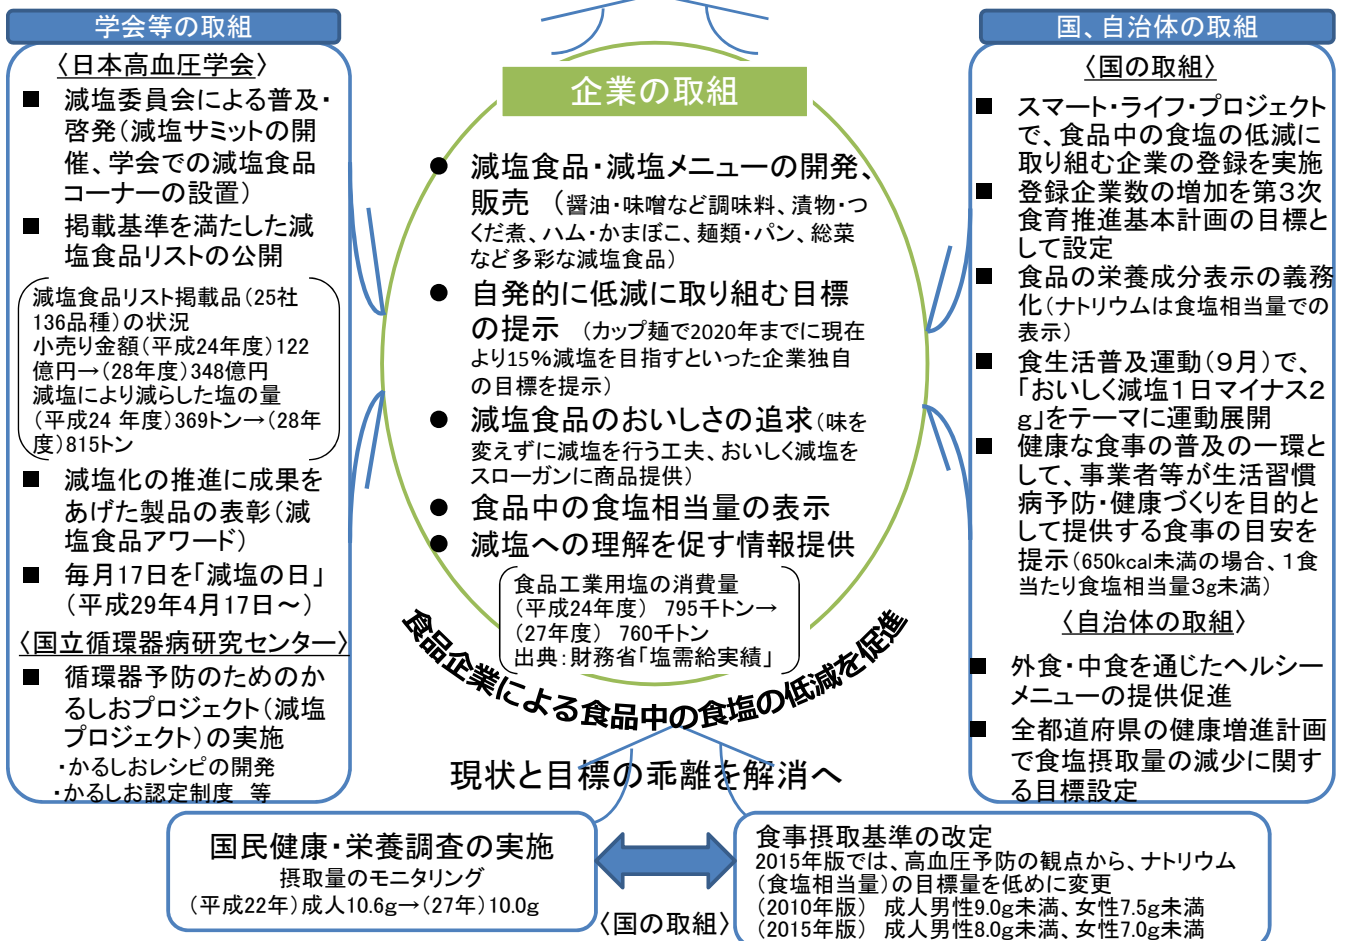 学会等の取組
〈日本高血圧学会〉
■ 減塩委員会による普及・
啓発(減塩サミットの開
催、学会での減塩食品
コーナーの設置)
■ 掲載基準を満たした減
塩食品リストの公開
減塩食品リスト掲載品(25社
136品種)の状況
小売り金額(平成24年度)122
億円→(28年度)348億円
減塩により減らした塩の量
(平成24 年度)369トン→(28年
度)815トン
■ 減塩化の推進に成果を
あげた製品の表彰(減
塩食品アワード)
■ 毎月17日を「減塩の日」
(平成29年4月17日~)
〈国立循環器病研究センター〉
■ 循環器予防のためのか
るしおプロジェクト(減塩
プロジェクト)の実施
・かるしおレシピの開発
・かるしお認定制度 等
企業の取組
● 減塩食品・減塩メニューの開発、
販売 (醤油・味噌など調味料、漬物・つ
くだ煮、ハム・かまぼこ、麺類・パン、総菜
など多彩な減塩食品)
● 自発的に低減に取り組む目標
の提示 (カップ麺で2020年までに現在
より15%減塩を目指すといった企業独自
の目標を提示)
● 減塩食品のおいしさの追求(味を
変えずに減塩を行う工夫、おいしく減塩を
スローガンに商品提供)
● 食品中の食塩相当量の表示
● 減塩への理解を促す情報提供
食品工業用塩の消費量
(平成24年度) 795千トン→
(27年度) 760千トン
出典:財務省「塩需給実績」
食品企業による食品中の食塩の低減を促進
現状と目標の乖離を解消へ
国、自治体の取組
〈国の取組〉
■ スマート・ライフ・プロジェクト
で、食品中の食塩の低減に
取り組む企業の登録を実施
■ 登録企業数の増加を第3次
食育推進基本計画の目標と
して設定
■ 食品の栄養成分表示の義務
化(ナトリウムは食塩相当量での
表示)
■ 食生活普及運動(9月)で、
「おいしく減塩1日マイナス2
g」をテーマに運動展開
■ 健康な食事の普及の一環と
して、事業者等が生活習慣
病予防・健康づくりを目的と
して提供する食事の目安を
提示(650kcal未満の場合、1食
当たり食塩相当量3g未満)
〈自治体の取組〉
■ 外食・中食を通じたヘルシー
メニューの提供促進
■ 全都道府県の健康増進計画
で食塩摂取量の減少に関す
る目標設定
国民健康・栄養調査の実施
摂取量のモニタリング
(平成22年)成人10.6g→(27年)10.0g
〈国の取組〉
食事摂取基準の改定
2015年版では、高血圧予防の観点から、ナトリウム
(食塩相当量)の目標量を低めに変更
(2010年版) 成人男性9.0g未満、女性7.5g未満
(2015年版) 成人男性8.0g未満、女性7.0g未満